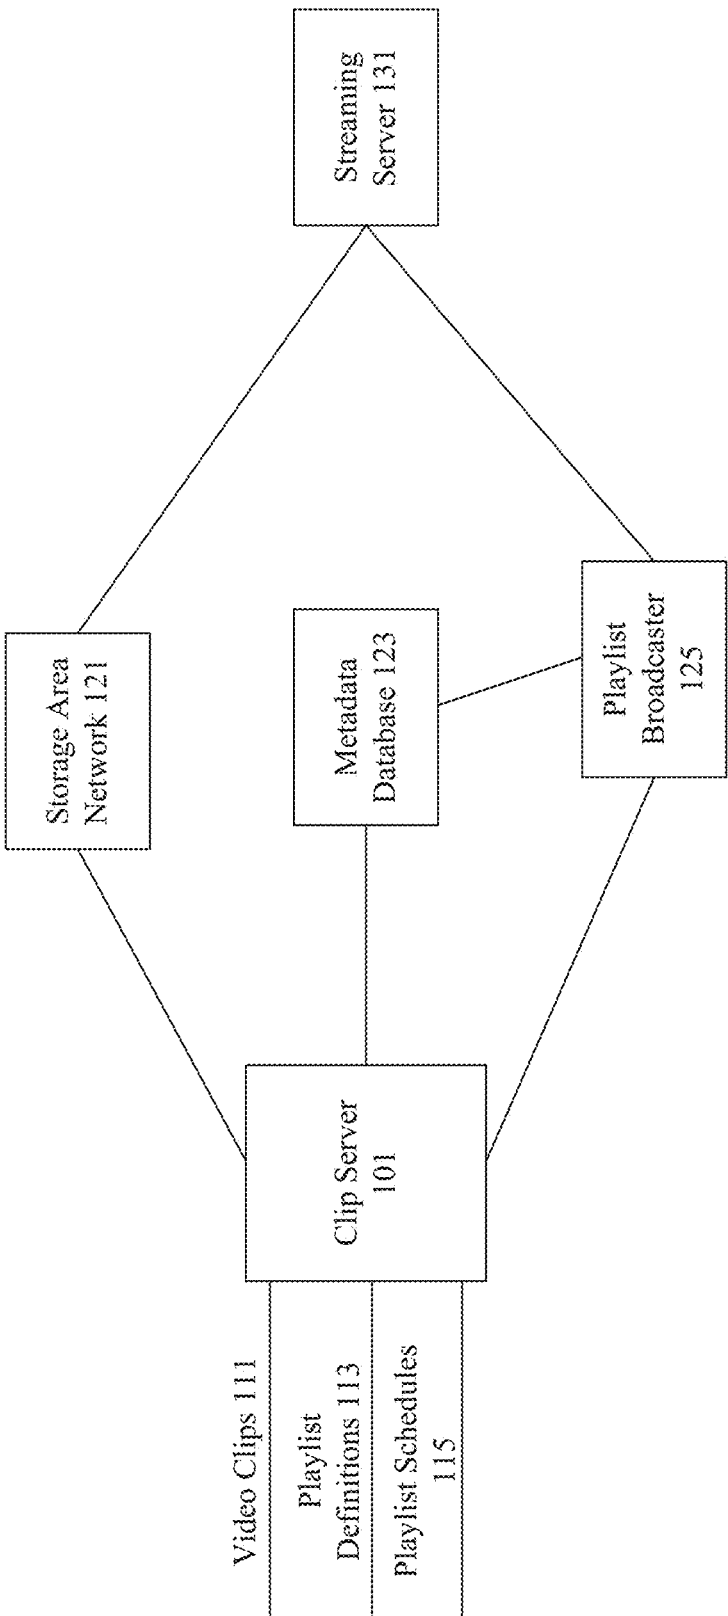 Video Clips 111
Playlist
Definitions 113
Playlist Schedules
115
Clip Server
101
Storage Area
Network 121
Metadata
Database 123
Playlist
Broadcaster
125
Streaming
Server 131